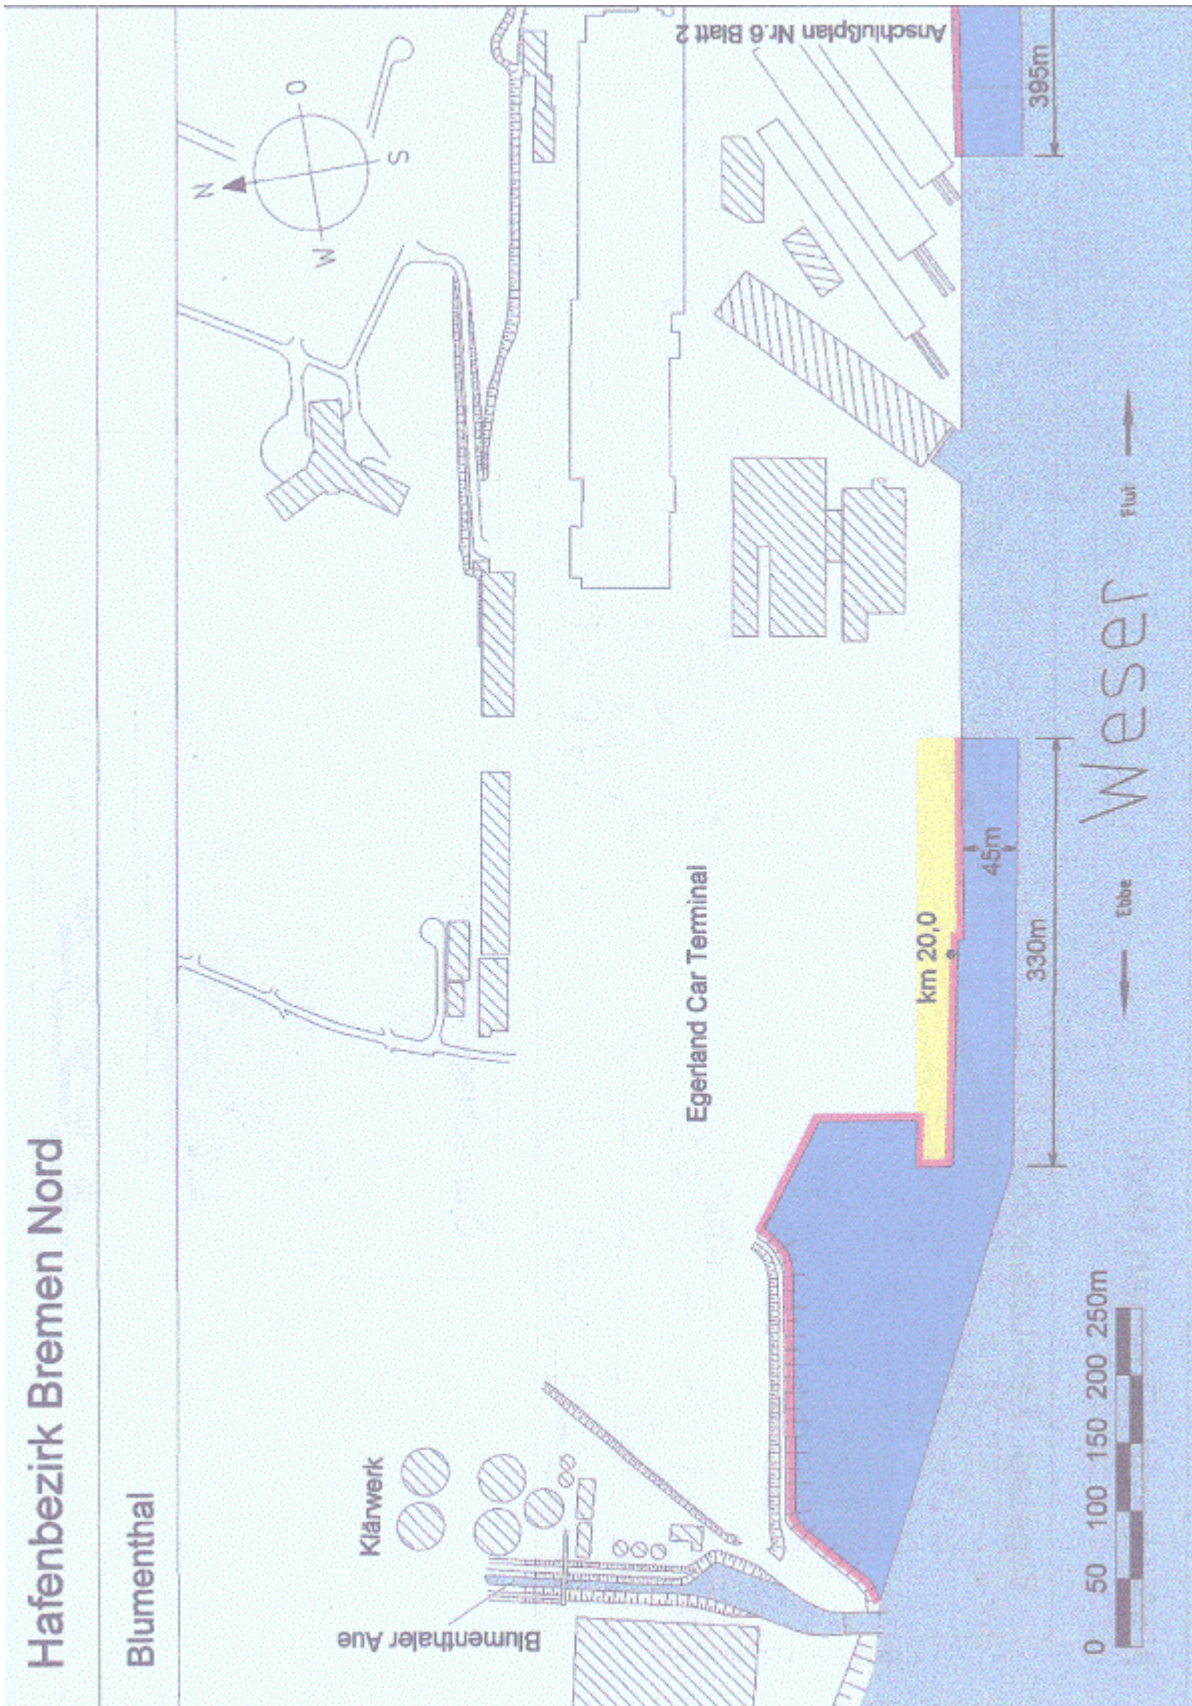 Hafenbezirk Bremen Nord
Blumenthal
N
O
W
S
Anschlußplan Nr.6 Blatt 2
395m
Klärwerk
Blumenthaler Aue
Egerland Car Terminal
km 20,0
45m
330m
Ebbe
Flut
Weser
0 50 100 150 200 250m